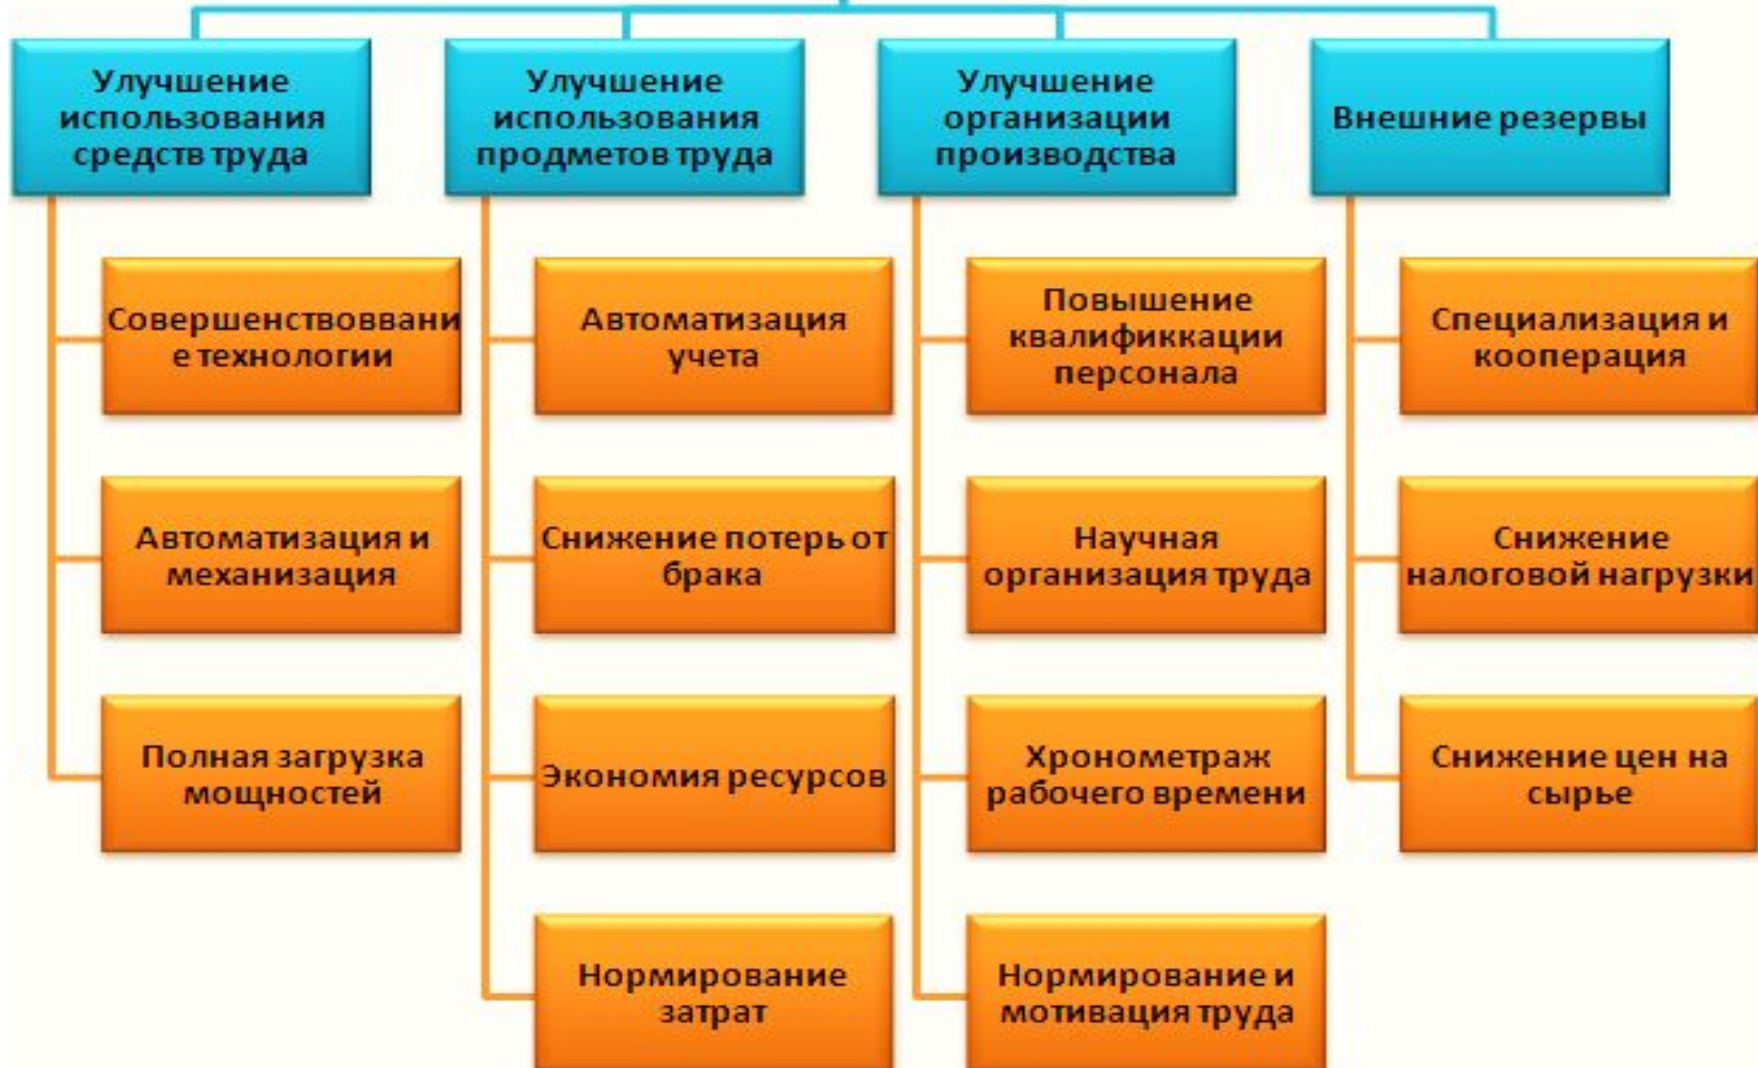 Улучшение
использования
средств труда
Улучшение
использования
продметов труда
Улучшение
организации
производства
Внешние резервы
Совершенствоввани
е технологии
Автоматизация и
механизация
Полная загрузка
мощностей
Автоматизация
учета
Снижение потерь от
брака
Экономия ресурсов
Нормирование
затрат
Повышение
квалификкации
персонала
Научная
организация труда
Хронометраж
рабочего времени
Нормирование и
мотивация труда
Специализация и
кооперация
Снижение
налоговой нагрузки
Снижение цен на
сырье